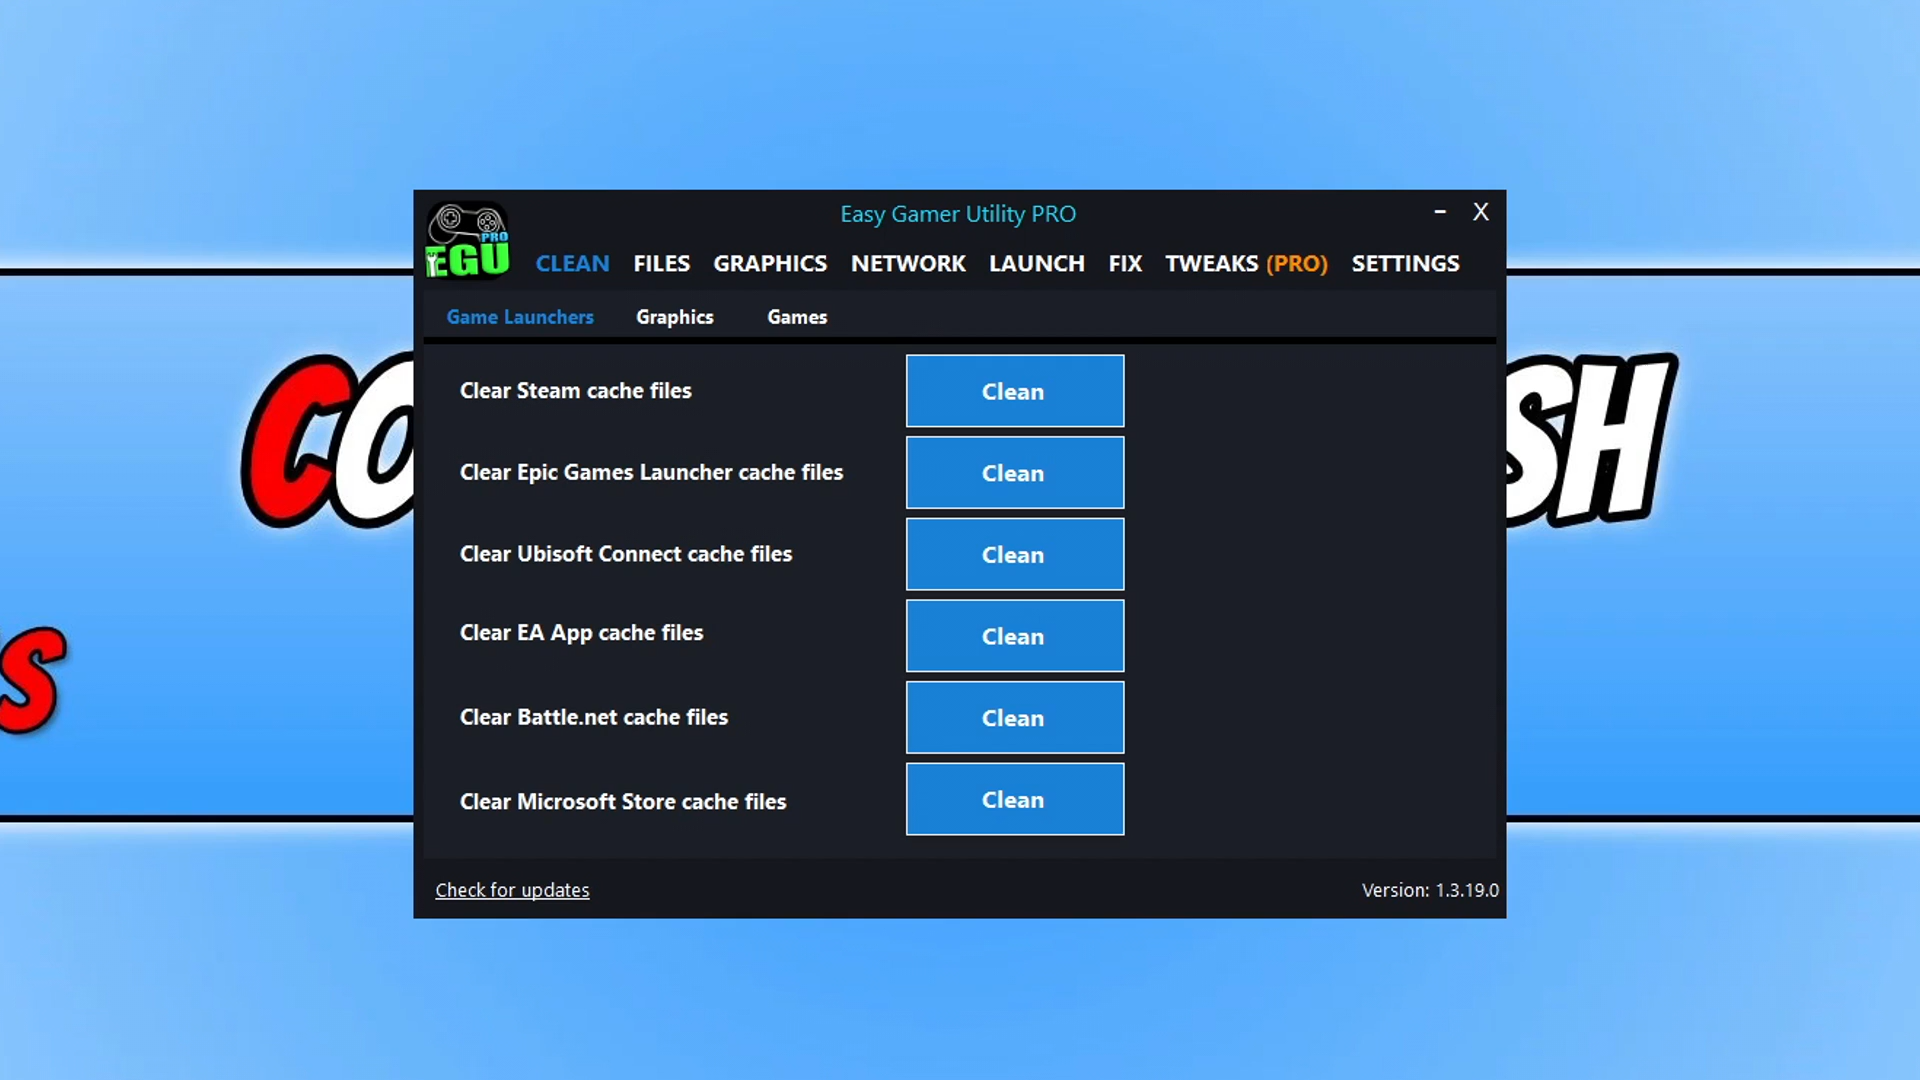 Easy Gamer Utility PRO
PRO
EGU
CLEAN FILES GRAPHICS NETWORK LAUNCH FIX TWEAKS (PRO) SETTINGS
Game Launchers Graphics Games
Clear Steam cache files Clean
Clear Epic Games Launcher cache files Clean
Clear Ubisoft Connect cache files Clean
Clear EA App cache files Clean
Clear Battle.net cache files Clean
Clear Microsoft Store cache files Clean
Check for updates Version: 1.3.19.0